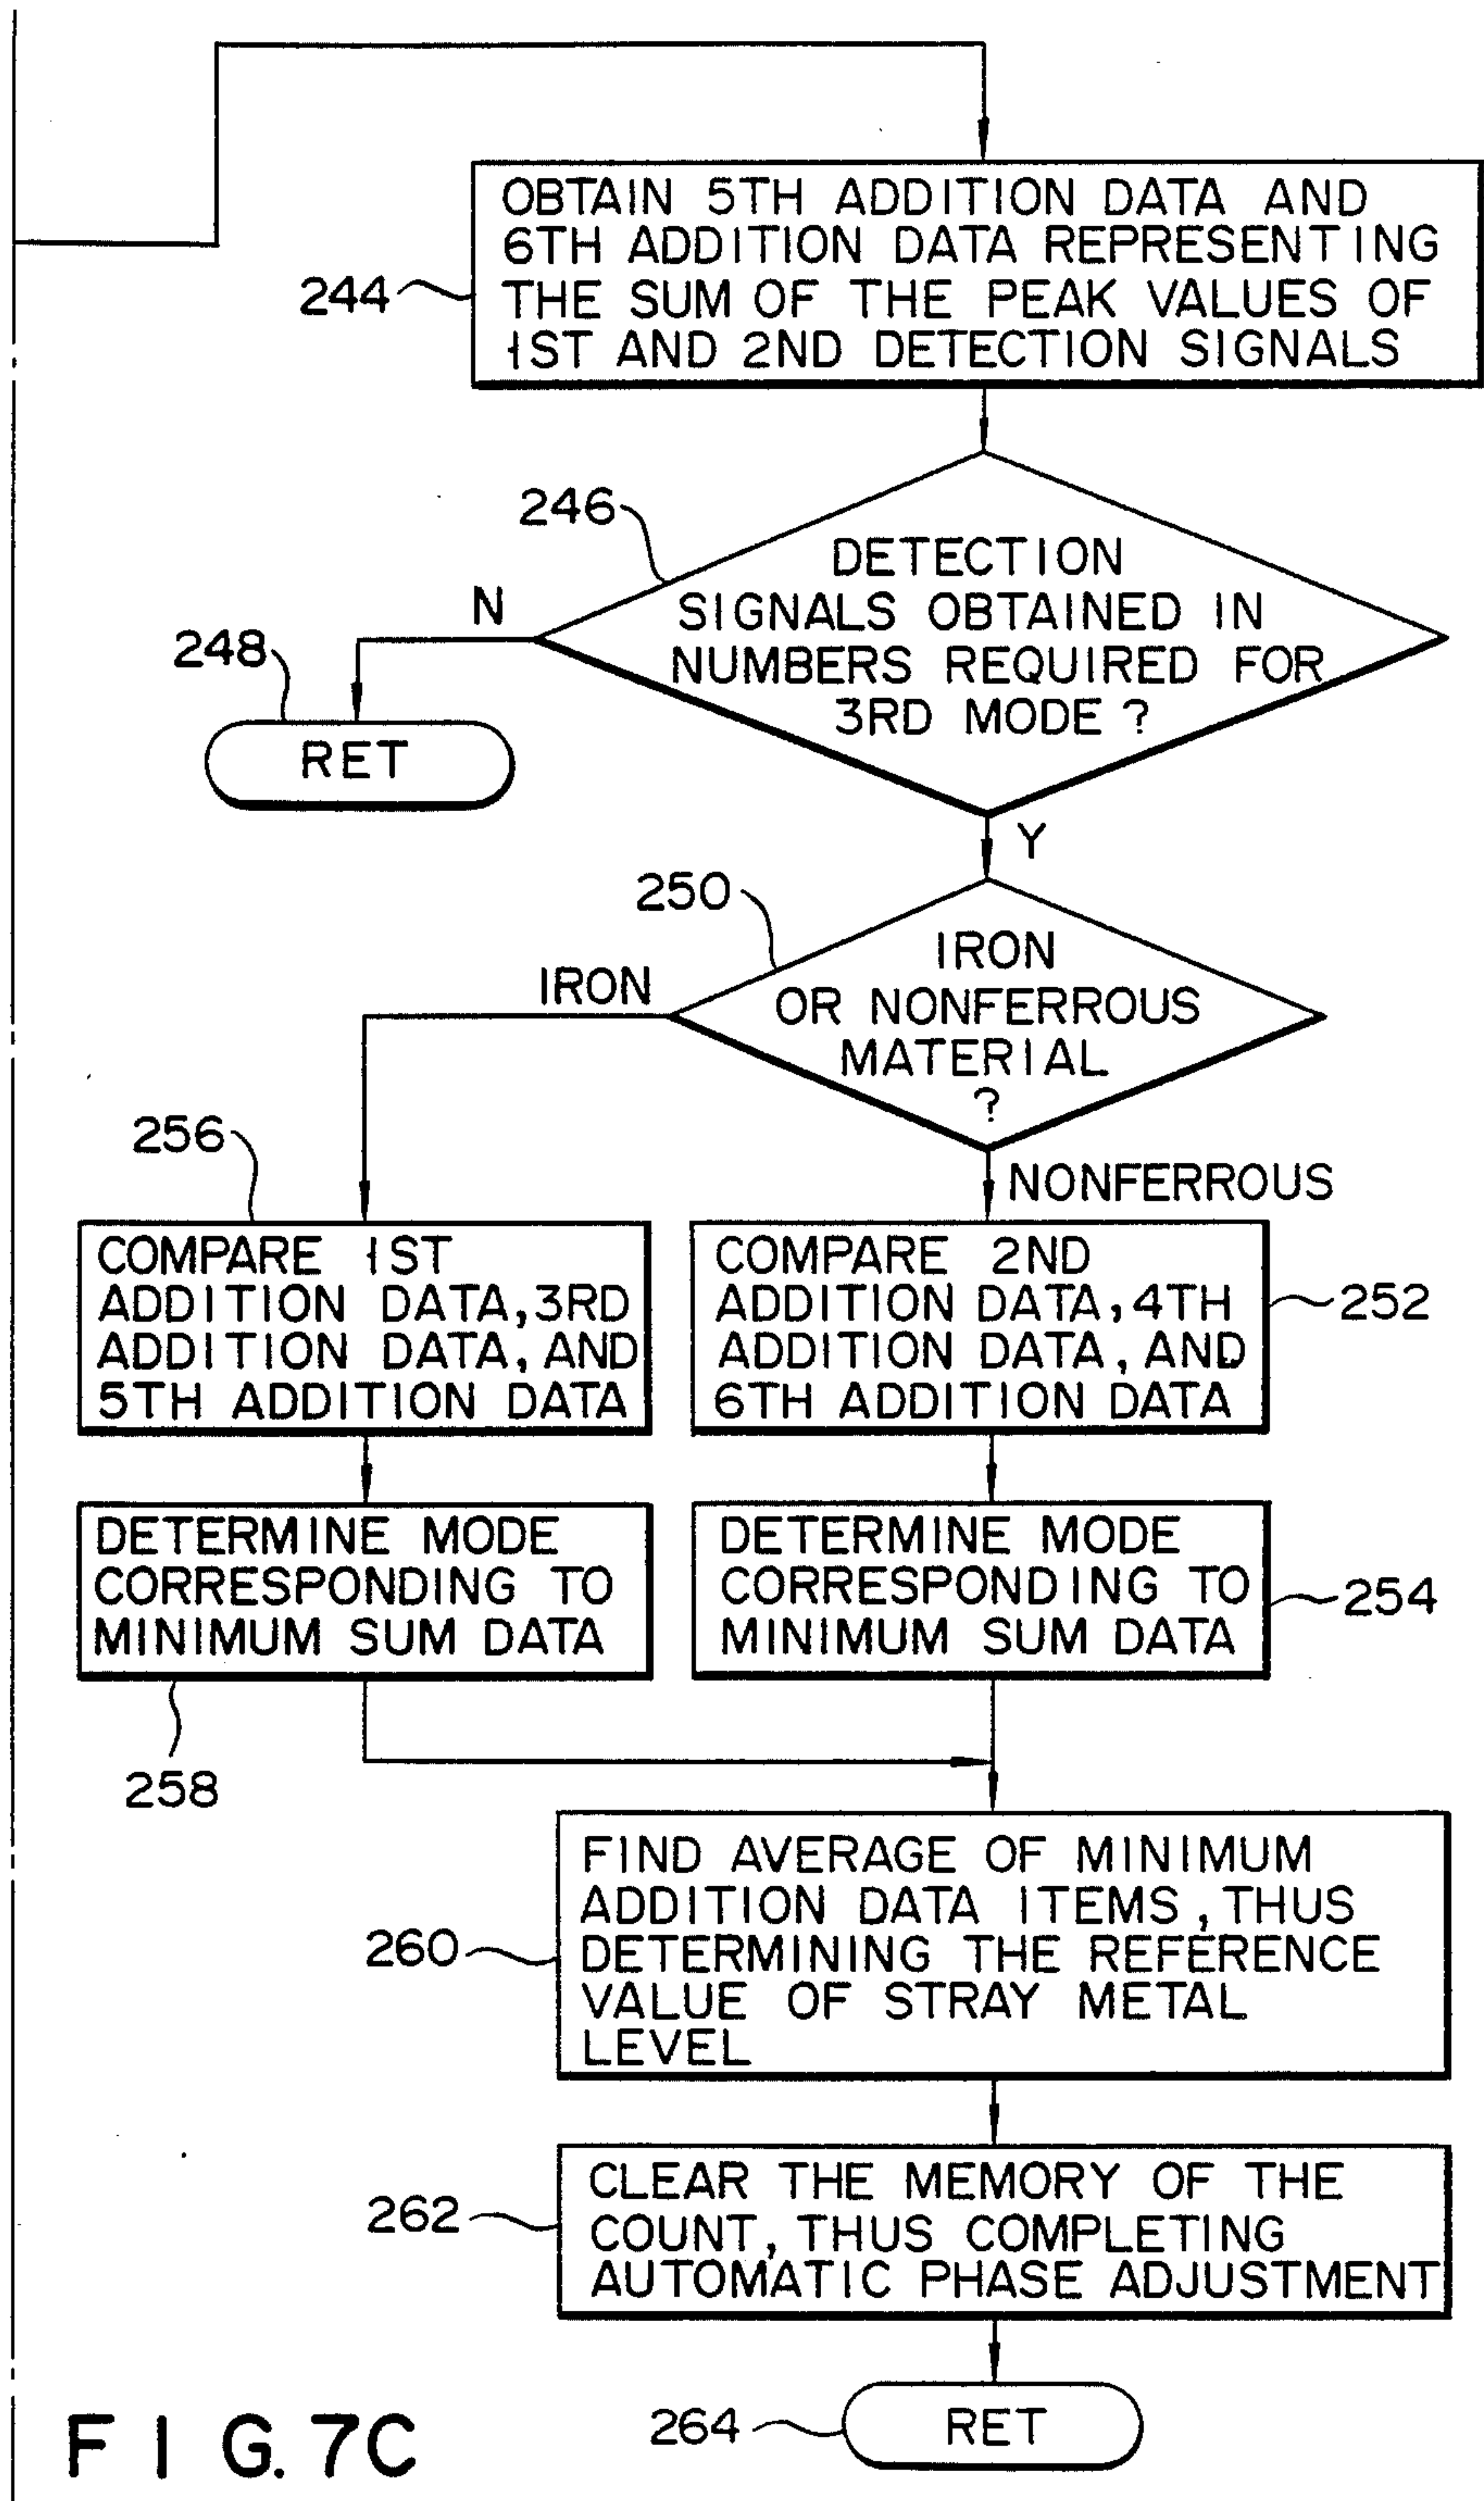 OBTAIN 5TH ADDITION DATA AND
6TH ADDITION DATA REPRESENTING
THE SUM OF THE PEAK VALUES OF
1ST AND 2ND DETECTION SIGNALS
244
246
DETECTION
SIGNALS OBTAINED IN
NUMBERS REQUIRED FOR
3RD MODE ?
N
248
RET
Y
250
IRON
OR NONFERROUS
MATERIAL
?
IRON
NONFERROUS
256
COMPARE 1ST
ADDITION DATA, 3RD
ADDITION DATA, AND
5TH ADDITION DATA
COMPARE 2ND
ADDITION DATA, 4TH
ADDITION DATA, AND
6TH ADDITION DATA
252
DETERMINE MODE
CORRESPONDING TO
MINIMUM SUM DATA
DETERMINE MODE
CORRESPONDING TO
MINIMUM SUM DATA
254
258
FIND AVERAGE OF MINIMUM
ADDITION DATA ITEMS, THUS
DETERMINING THE REFERENCE
VALUE OF STRAY METAL
LEVEL
260
CLEAR THE MEMORY OF THE
COUNT, THUS COMPLETING
AUTOMATIC PHASE ADJUSTMENT
262
264
RET
FIG. 7C